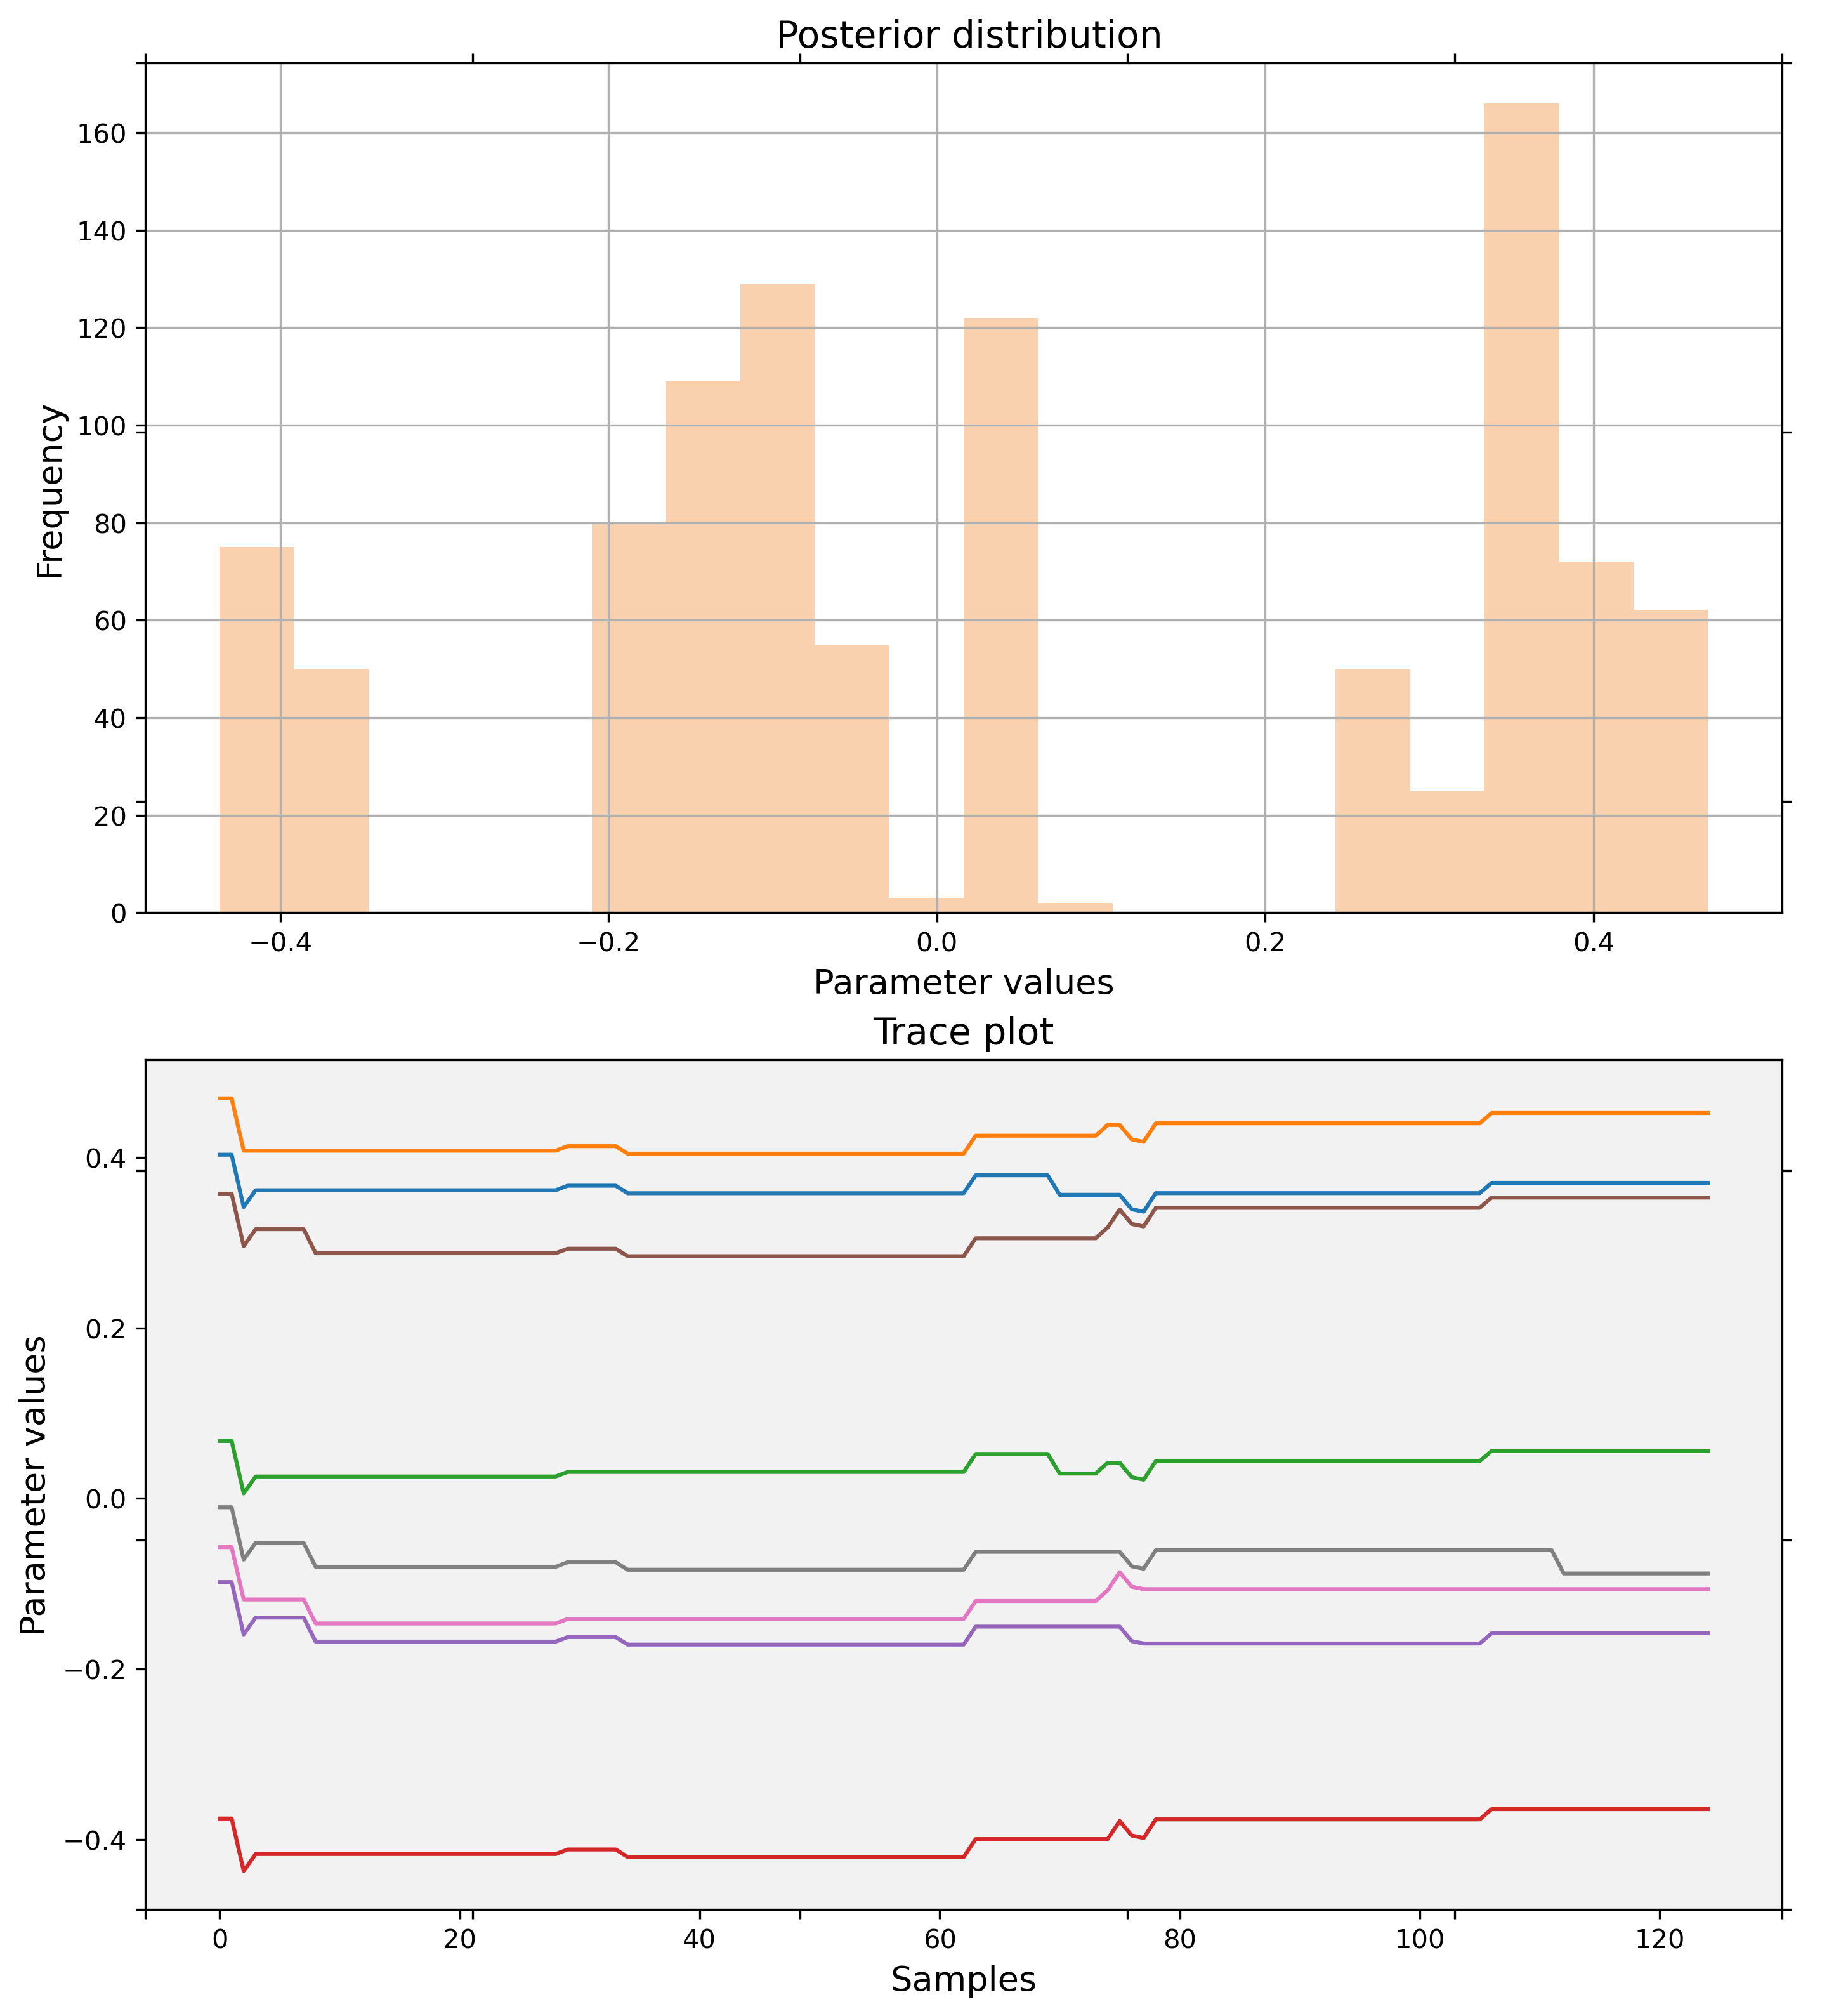 Posterior distribution
160
140
120
100
80
60
40
20
0
Frequency
−0.4 −0.2 0.0 0.2 0.4
Parameter values
Trace plot
0.4
0.2
0.0
−0.2
−0.4
Parameter values
0 20 40 60 80 100 120
Samples